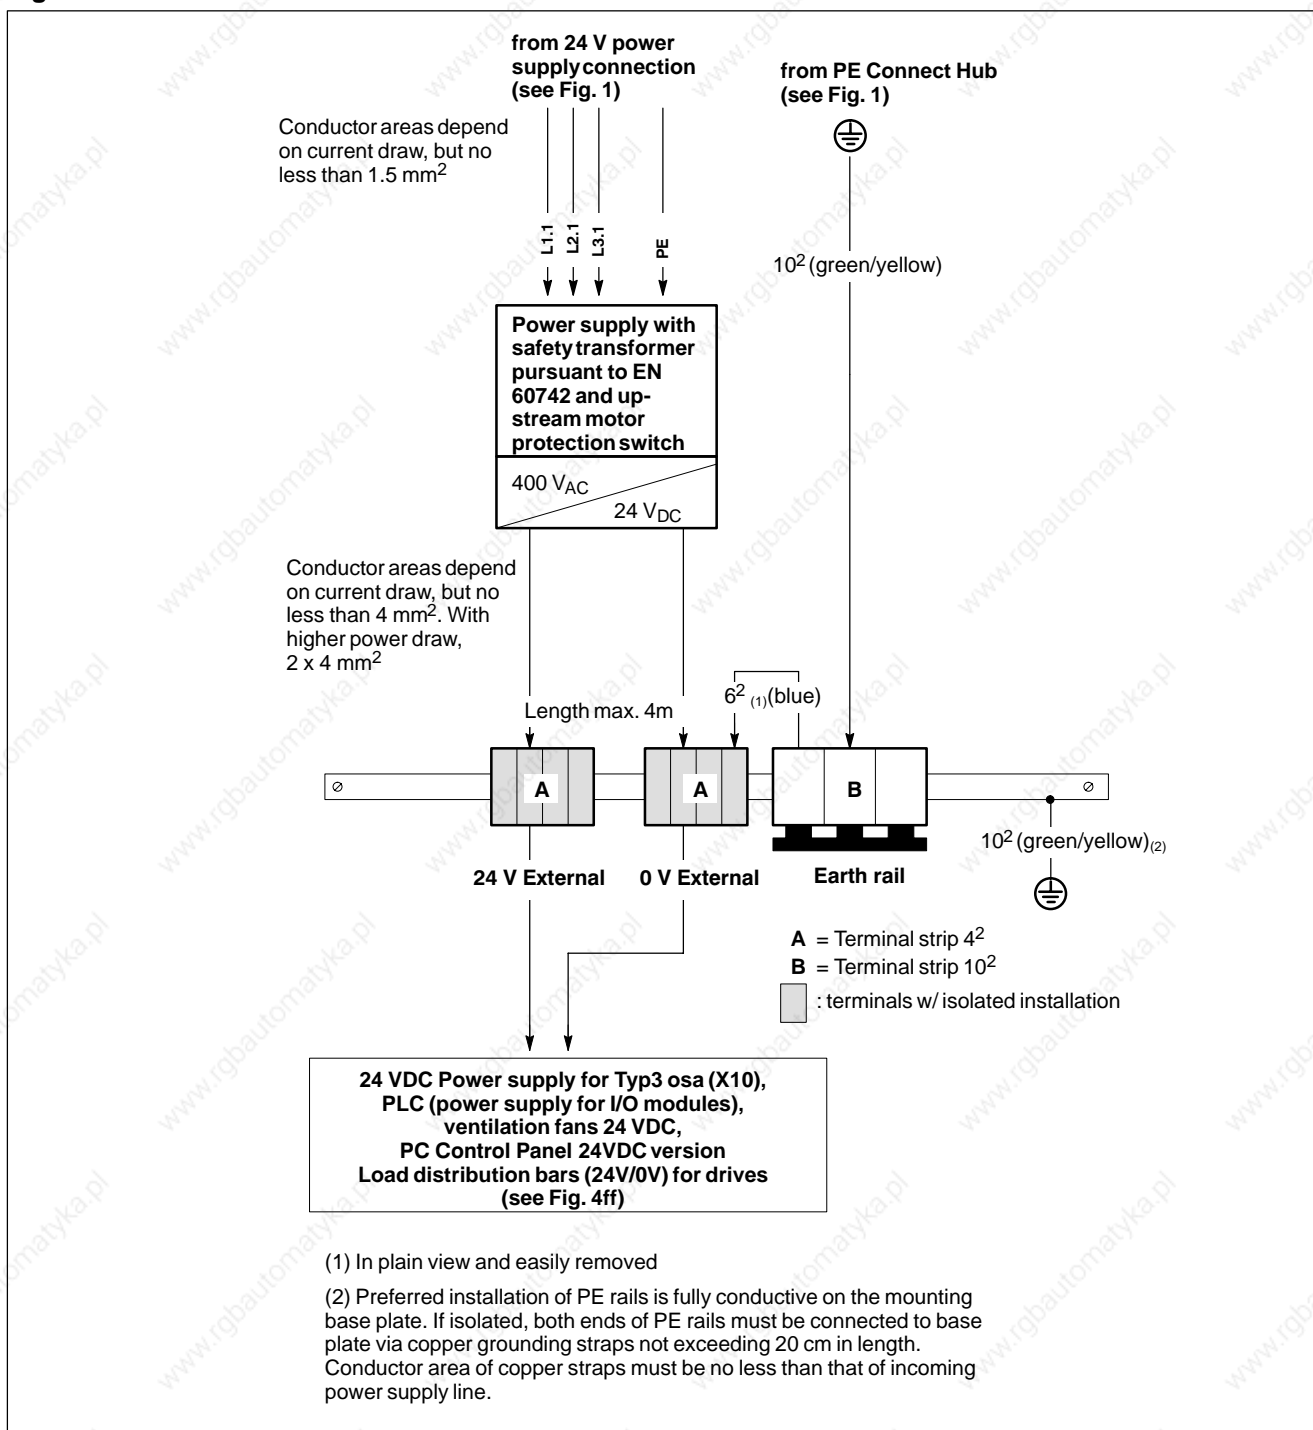 from 24 V power
supply connection
(see Fig. 1)
from PE Connect Hub
(see Fig. 1)
Conductor areas depend
on current draw, but no
less than 1.5 mm²
L1.1
L2.1
L3.1
PE
10² (green/yellow)
Power supply with
safety transformer
pursuant to EN
60742 and up-
stream motor
protection switch
400 VAC
24 VDC
Conductor areas depend
on current draw, but no
less than 4 mm². With
higher power draw,
2 x 4 mm²
6² (1)(blue)
Length max. 4m
A
A
B
10² (green/yellow)(2)
24 V External
0 V External
Earth rail
A = Terminal strip 4²
B = Terminal strip 10²
: terminals w/ isolated installation
24 VDC Power supply for Typ3 osa (X10),
PLC (power supply for I/O modules),
ventilation fans 24 VDC,
PC Control Panel 24VDC version
Load distribution bars (24V/0V) for drives
(see Fig. 4ff)
(1) In plain view and easily removed
(2) Preferred installation of PE rails is fully conductive on the mounting
base plate. If isolated, both ends of PE rails must be connected to base
plate via copper grounding straps not exceeding 20 cm in length.
Conductor area of copper straps must be no less than that of incoming
power supply line.
www.rgbautomatyka.pl